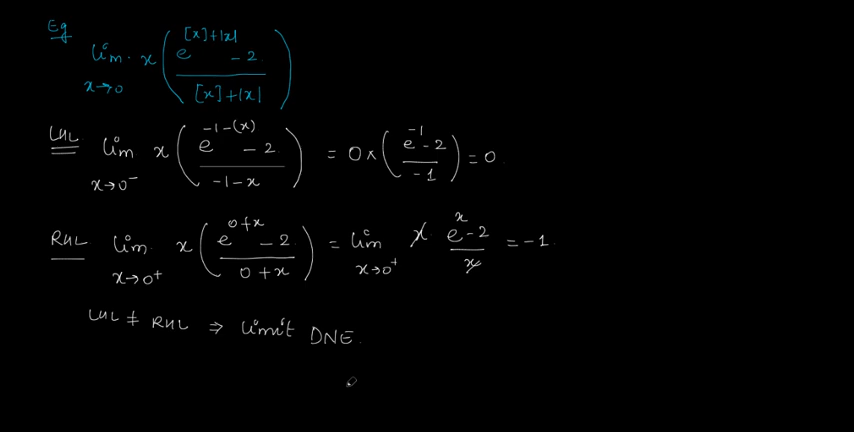 Eg
lim x→0 x ( (e^([x]+|x|) - 2) / ([x]+|x|) )
LHL lim x→0⁻ x ( (e^(-1-(x)) - 2) / (-1-x) ) = 0 × ( (e^(-1) - 2) / (-1) ) = 0.
RHL lim x→0⁺ x ( (e^(0+x) - 2) / (0+x) ) = lim x→0⁺ x (e^x - 2) / x = -1.
LHL ≠ RHL ⇒ limit DNE.